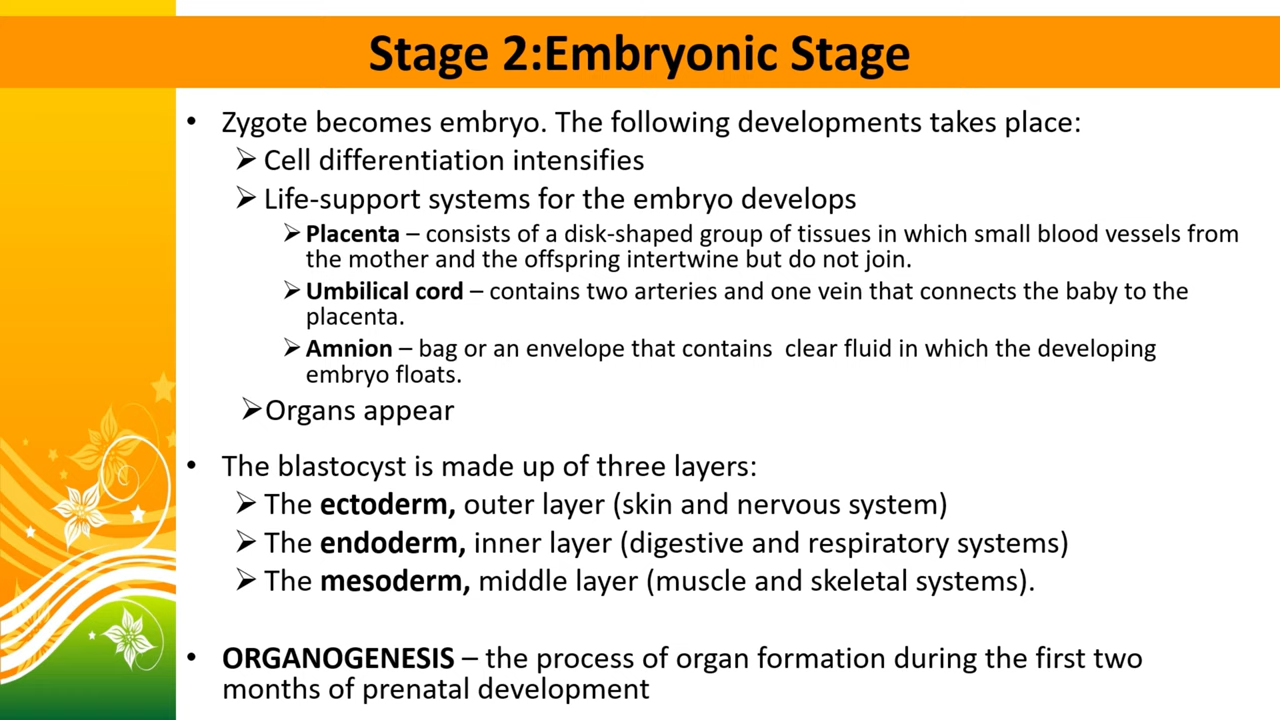 Stage 2:Embryonic Stage
• Zygote becomes embryo. The following developments takes place:
➢ Cell differentiation intensifies
➢ Life-support systems for the embryo develops
➢ Placenta – consists of a disk-shaped group of tissues in which small blood vessels from
the mother and the offspring intertwine but do not join.
➢ Umbilical cord – contains two arteries and one vein that connects the baby to the
placenta.
➢ Amnion – bag or an envelope that contains  clear fluid in which the developing
embryo floats.
➢Organs appear
• The blastocyst is made up of three layers:
➢ The ectoderm, outer layer (skin and nervous system)
➢ The endoderm, inner layer (digestive and respiratory systems)
➢ The mesoderm, middle layer (muscle and skeletal systems).
• ORGANOGENESIS – the process of organ formation during the first two
months of prenatal development